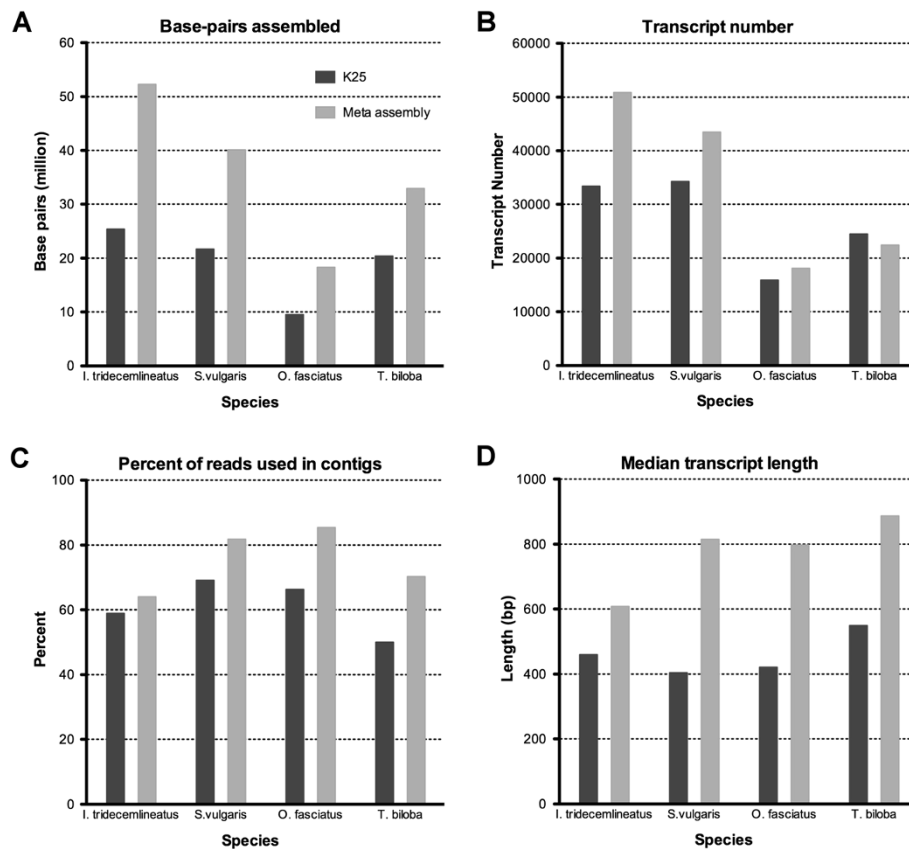 A
Base-pairs assembled
60
50
40
30
20
10
0
Base pairs (million)
K25
Meta assembly
I. tridecemlineatus S.vulgaris O. fasciatus T. biloba
Species
B
Transcript number
60000
50000
40000
30000
20000
10000
0
Transcript Number
I. tridecemlineatus S.vulgaris O. fasciatus T. biloba
Species
C
Percent of reads used in contigs
100
80
60
40
20
0
Percent
I. tridecemlineatus S.vulgaris O. fasciatus T. biloba
Species
D
Median transcript length
1000
800
600
400
200
0
Length (bp)
I. tridecemlineatus S.vulgaris O. fasciatus T. biloba
Species